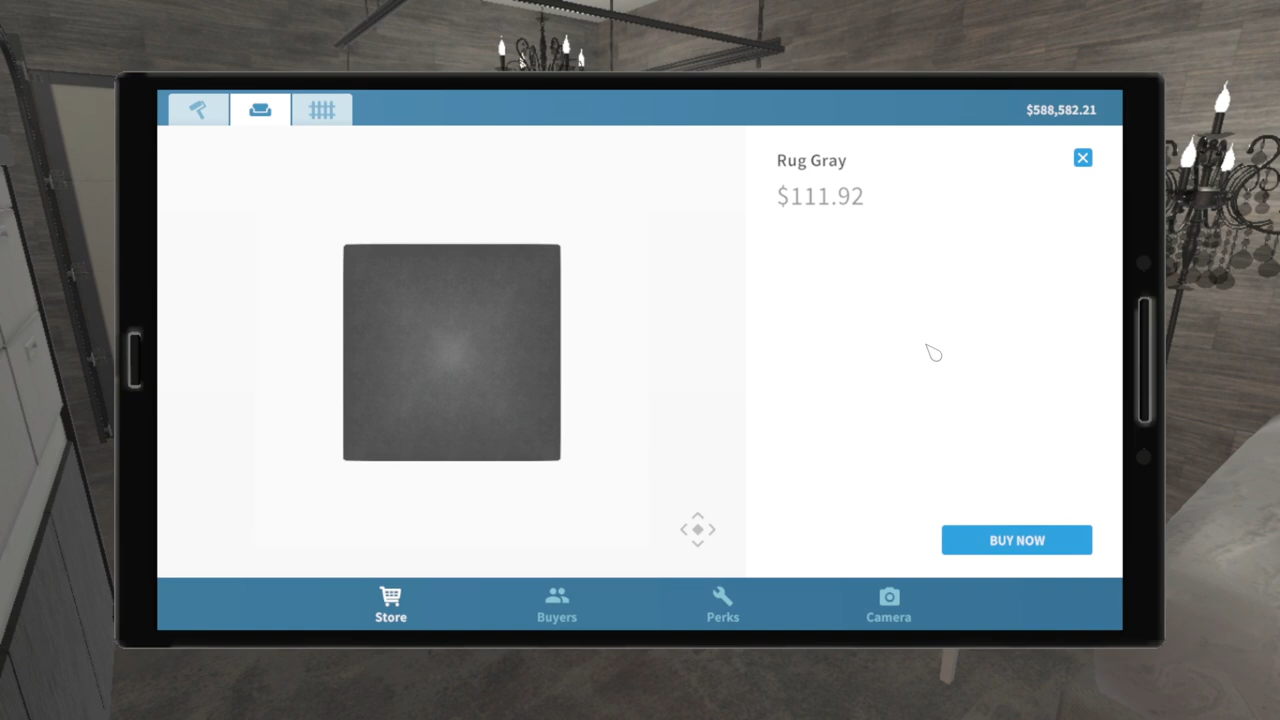 $588,582.21
Rug Gray
$111.92
BUY NOW
Store
Buyers
Perks
Camera